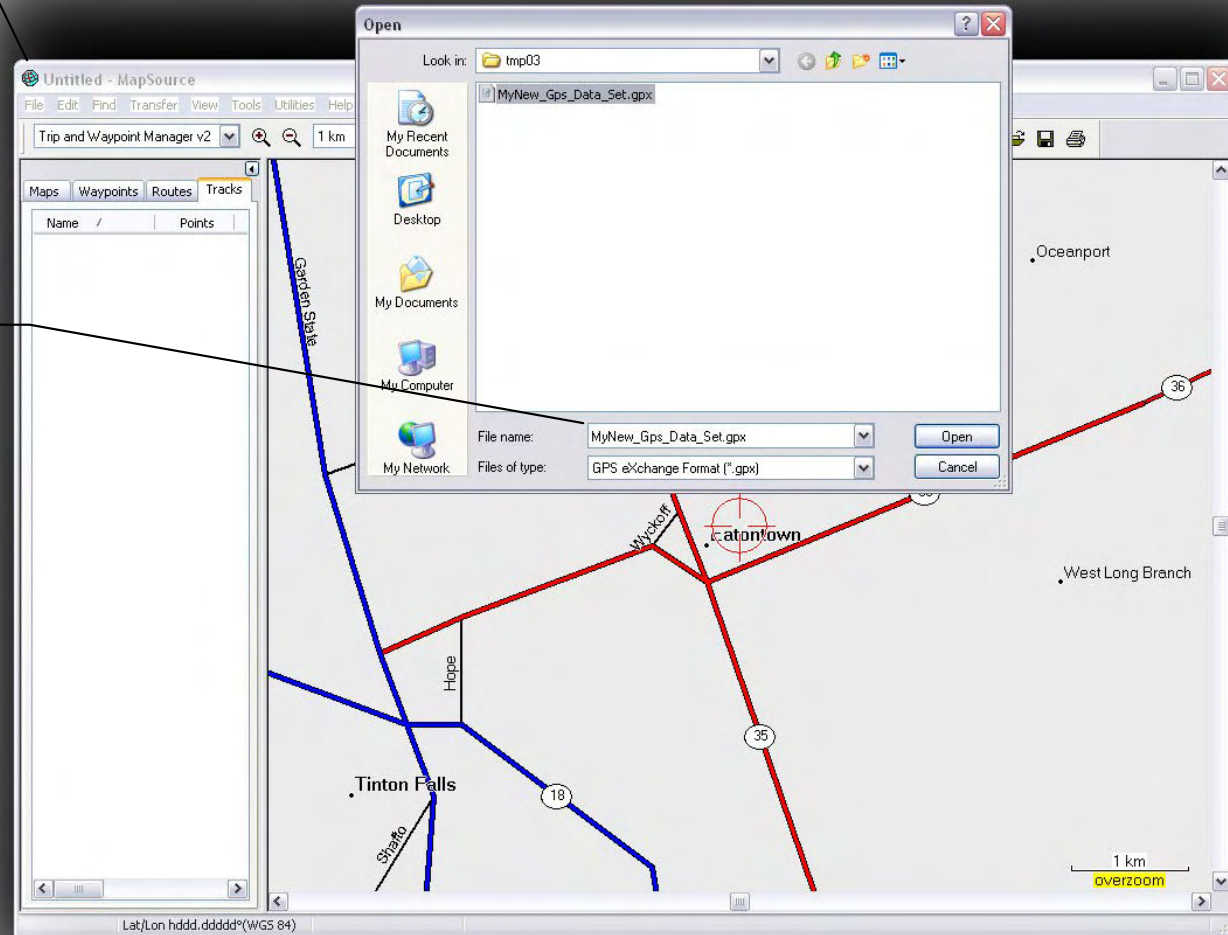 Open
Look in:
tmp03
MyNew_Gps_Data_Set.gpx
My Recent
Documents
Desktop
My Documents
My Computer
My Network
File name:
MyNew_Gps_Data_Set.gpx
Open
Files of type:
GPS eXchange Format (*.gpx)
Cancel
Untitled - MapSource
File Edit Find Transfer View Tools Utilities Help
Trip and Waypoint Manager v2
1 km
Maps
Waypoints
Routes
Tracks
Name /
Points
Garden State
Oceanport
36
Wyckoff
Eatontown
West Long Branch
Hope
35
Tinton Falls
18
Shafto
1 km
overzoom
Lat/Lon hddd.ddddd°(WGS 84)